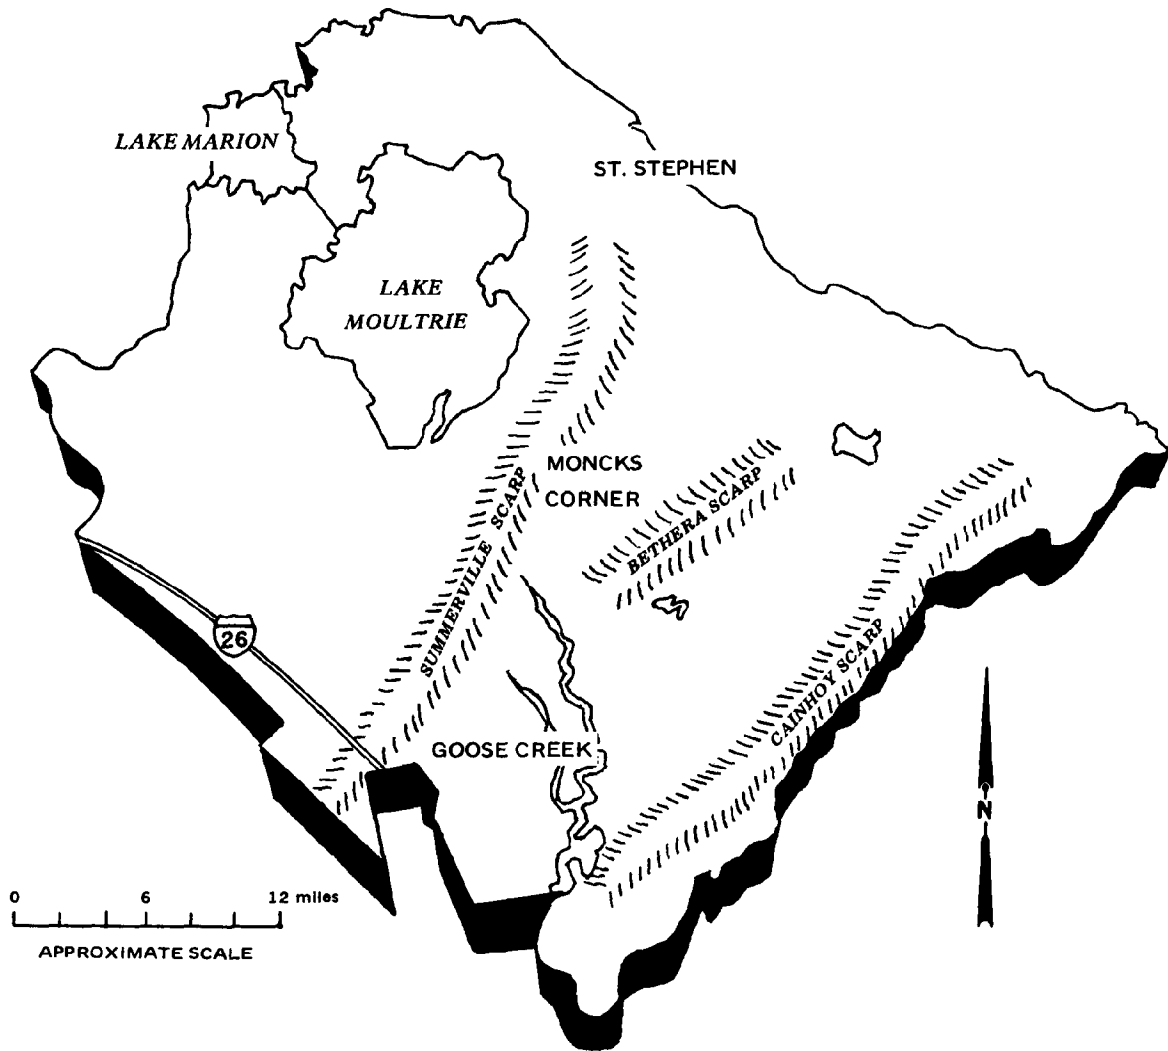 LAKE MARION
ST. STEPHEN
LAKE
MOULTRIE
MONCKS
CORNER
SUMMERVILLE SCARP
BETHERA SCARP
26
CAINHOY SCARP
GOOSE CREEK
N
0 6 12 miles
APPROXIMATE SCALE